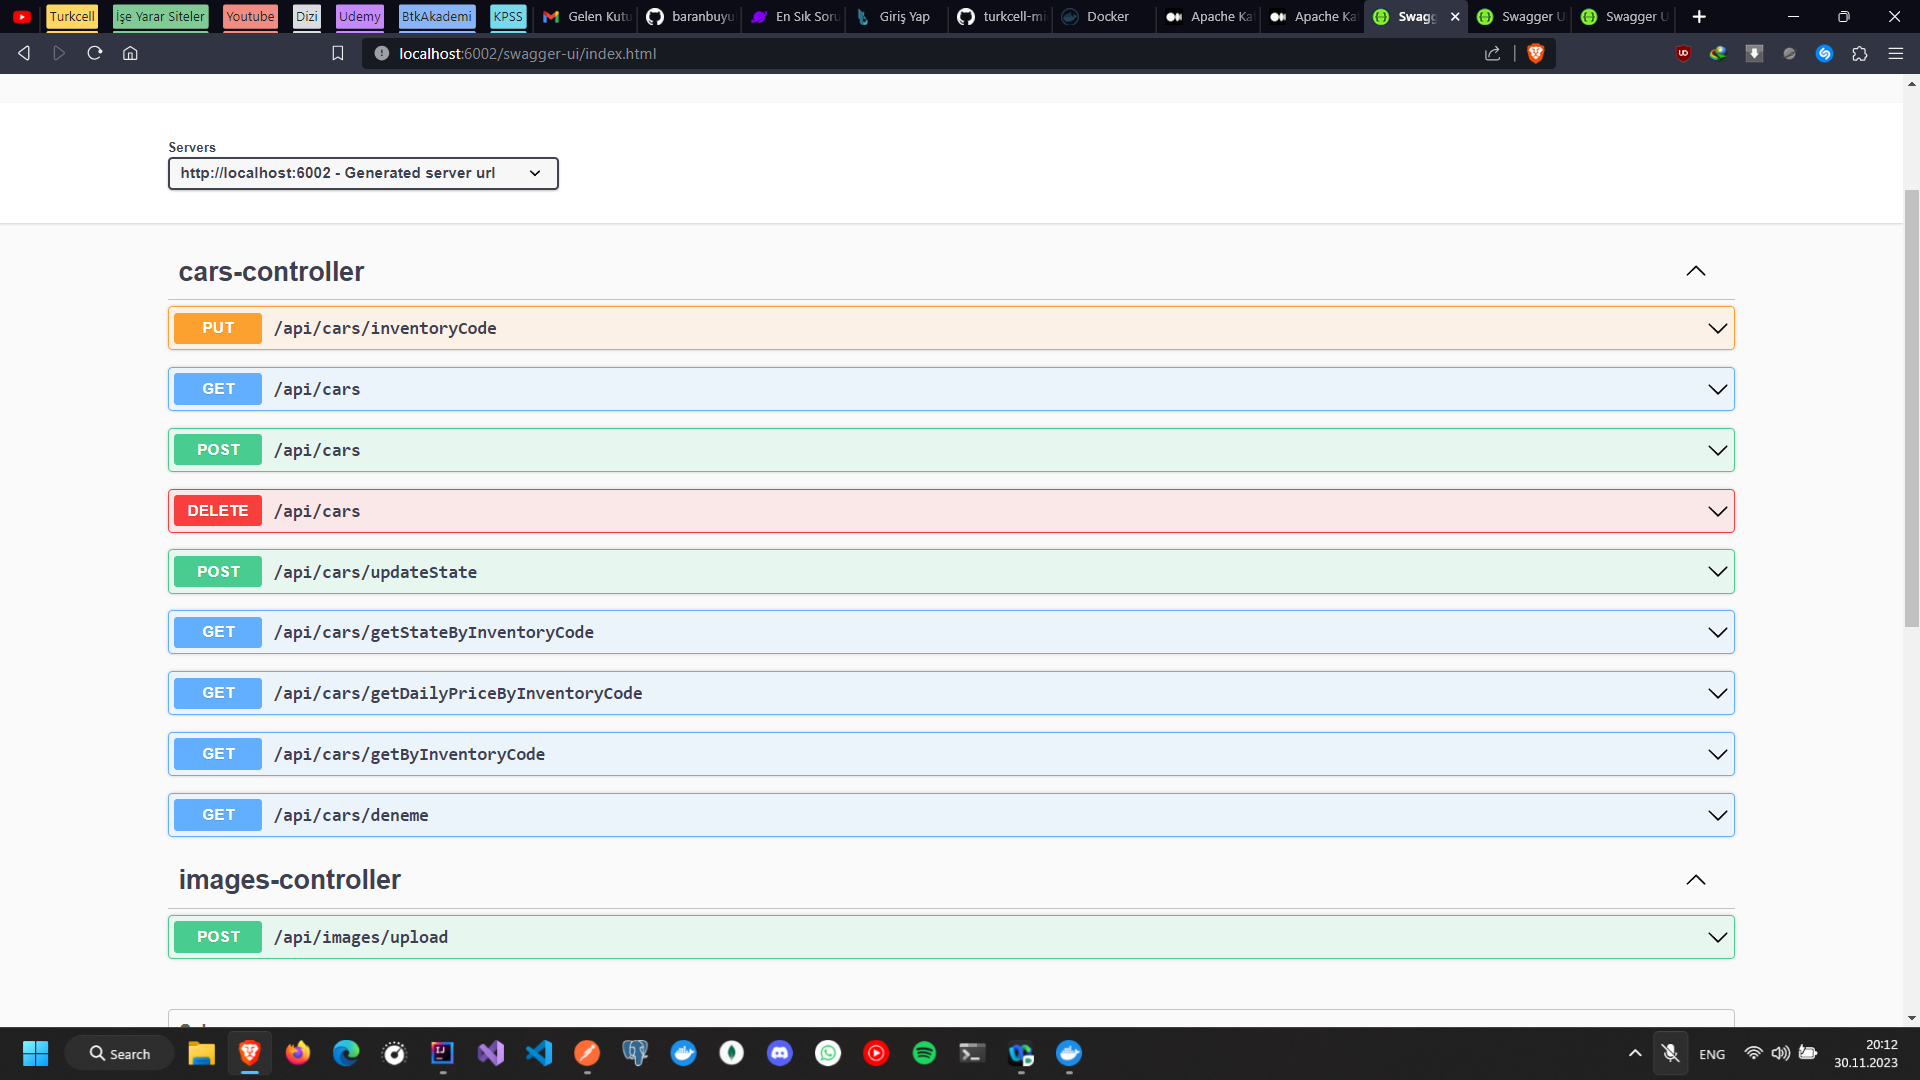 Turkcell
İşe Yarar Siteler
Youtube
Dizi
Udemy
BtkAkademi
KPSS
Gelen Kutu
baranbuyu
En Sık Soru
Giriş Yap
turkcell-mi
Docker
Apache Kaf
Apache Kaf
Swagg
Swagger U
Swagger U
localhost:6002/swagger-ui/index.html
Servers
http://localhost:6002 - Generated server url
cars-controller
PUT /api/cars/inventoryCode
GET /api/cars
POST /api/cars
DELETE /api/cars
POST /api/cars/updateState
GET /api/cars/getStateByInventoryCode
GET /api/cars/getDailyPriceByInventoryCode
GET /api/cars/getByInventoryCode
GET /api/cars/deneme
images-controller
POST /api/images/upload
Search
ENG
20:12
30.11.2023